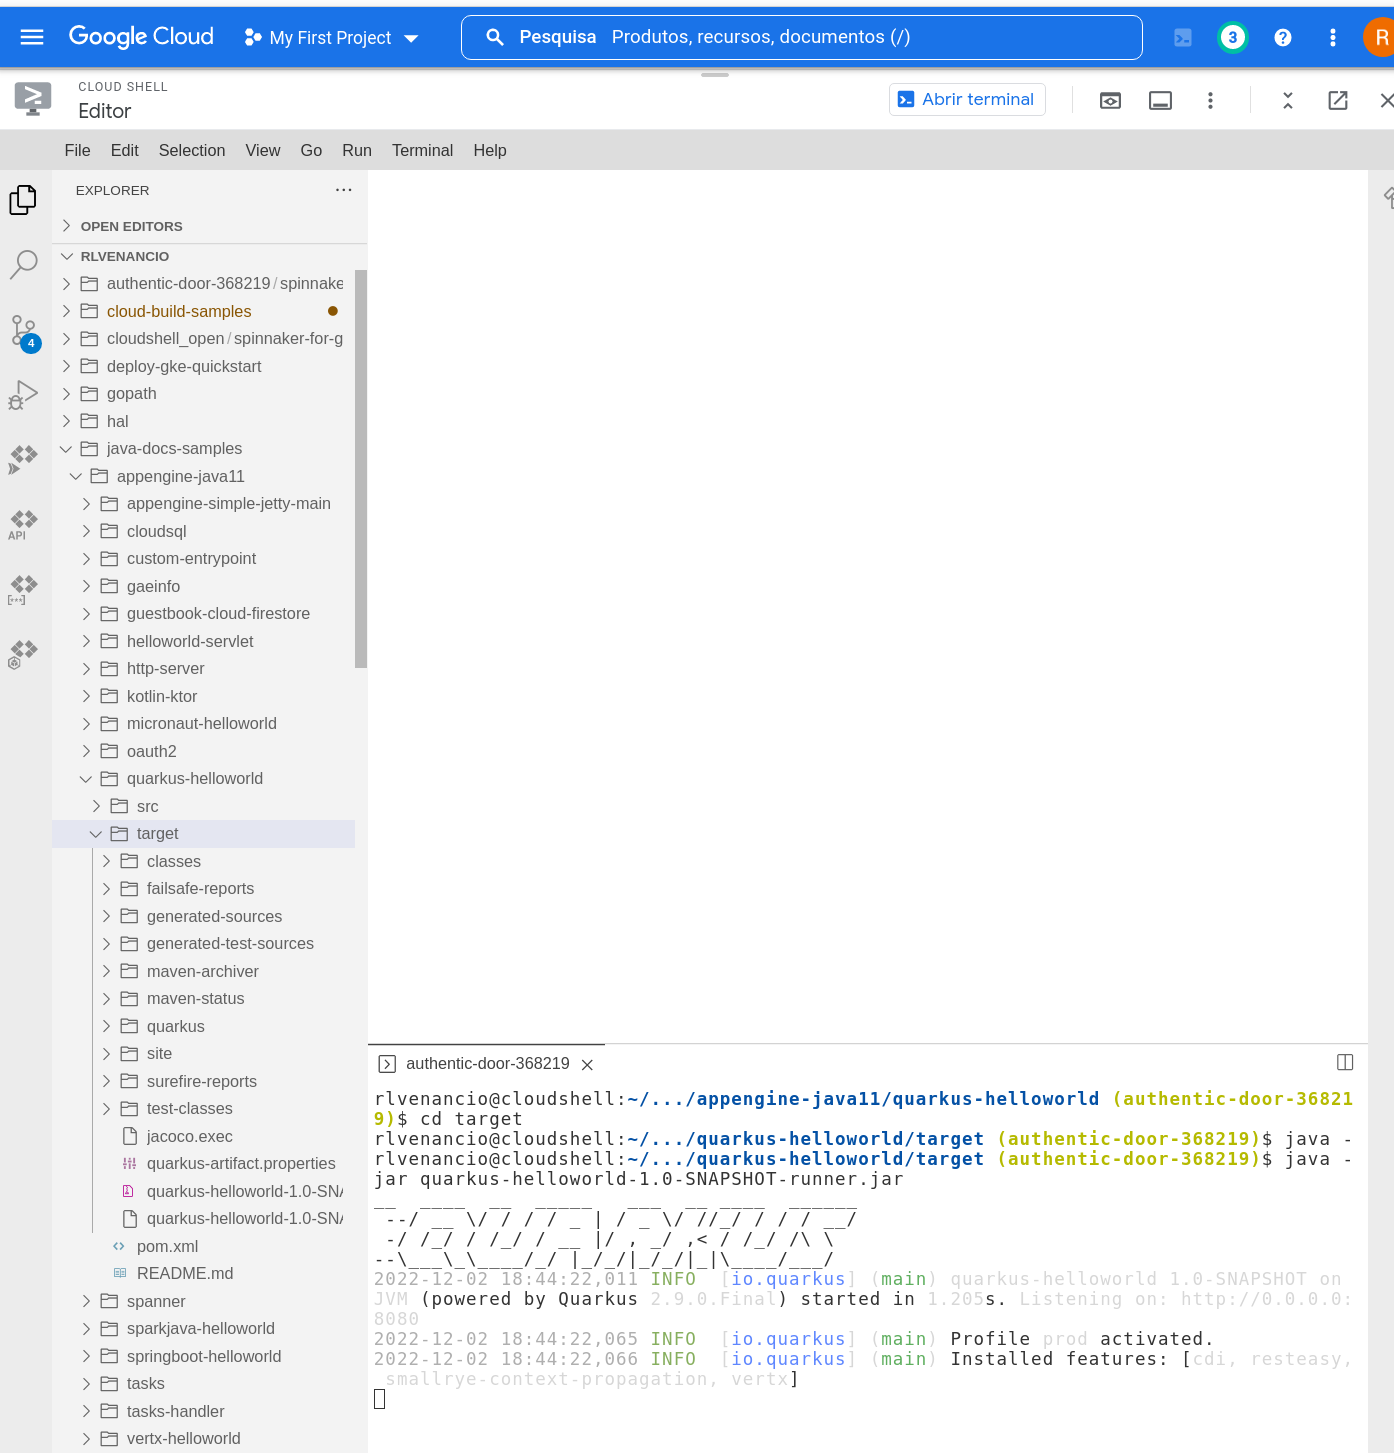 Google Cloud My First Project Pesquisa Produtos, recursos, documentos (/) 3 R
CLOUD SHELL
Editor
Abrir terminal
File Edit Selection View Go Run Terminal Help
EXPLORER
OPEN EDITORS
RLVENANCIO
authentic-door-368219/spinnake
cloud-build-samples
cloudshell_open/spinnaker-for-g
4
deploy-gke-quickstart
gopath
hal
java-docs-samples
appengine-java11
appengine-simple-jetty-main
cloudsql
API
custom-entrypoint
gaeinfo
guestbook-cloud-firestore
helloworld-servlet
http-server
kotlin-ktor
micronaut-helloworld
oauth2
quarkus-helloworld
src
target
classes
failsafe-reports
generated-sources
generated-test-sources
maven-archiver
maven-status
quarkus
site
surefire-reports
test-classes
jacoco.exec
quarkus-artifact.properties
quarkus-helloworld-1.0-SNA
quarkus-helloworld-1.0-SNA
pom.xml
README.md
spanner
sparkjava-helloworld
springboot-helloworld
tasks
tasks-handler
vertx-helloworld
authentic-door-368219
rlvenancio@cloudshell:~/.../appengine-java11/quarkus-helloworld (authentic-door-36821
9)$ cd target
rlvenancio@cloudshell:~/.../quarkus-helloworld/target (authentic-door-368219)$ java -
rlvenancio@cloudshell:~/.../quarkus-helloworld/target (authentic-door-368219)$ java -
jar quarkus-helloworld-1.0-SNAPSHOT-runner.jar
__  ____  __  _____   ___  __ ____  ______
 --/ __ \/ / / / _ | / _ \/ //_/ / / / __/
 -/ /_/ / /_/ / __ |/ , _/ ,< / /_/ /\ \
--\___\_\____/_/ |_/_/|_/_/|_|\____/___/
2022-12-02 18:44:22,011 INFO  [io.quarkus] (main) quarkus-helloworld 1.0-SNAPSHOT on
JVM (powered by Quarkus 2.9.0.Final) started in 1.205s. Listening on: http://0.0.0.0:
8080
2022-12-02 18:44:22,065 INFO  [io.quarkus] (main) Profile prod activated.
2022-12-02 18:44:22,066 INFO  [io.quarkus] (main) Installed features: [cdi, resteasy,
 smallrye-context-propagation, vertx]